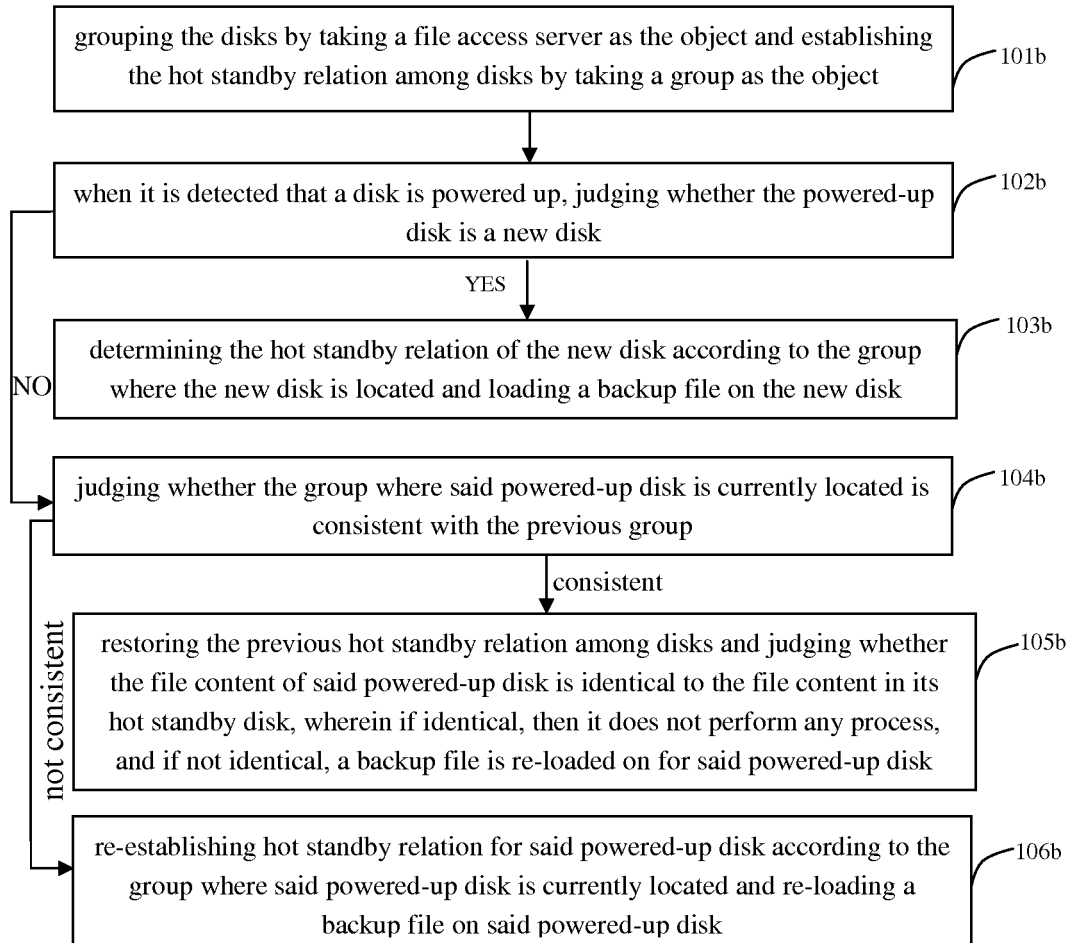 grouping the disks by taking a file access server as the object and establishing
the hot standby relation among disks by taking a group as the object
101b
when it is detected that a disk is powered up, judging whether the powered-up
disk is a new disk
102b
YES
determining the hot standby relation of the new disk according to the group
where the new disk is located and loading a backup file on the new disk
103b
NO
judging whether the group where said powered-up disk is currently located is
consistent with the previous group
104b
consistent
not consistent
restoring the previous hot standby relation among disks and judging whether
the file content of said powered-up disk is identical to the file content in its
hot standby disk, wherein if identical, then it does not perform any process,
and if not identical, a backup file is re-loaded on for said powered-up disk
105b
re-establishing hot standby relation for said powered-up disk according to the
group where said powered-up disk is currently located and re-loading a
backup file on said powered-up disk
106b